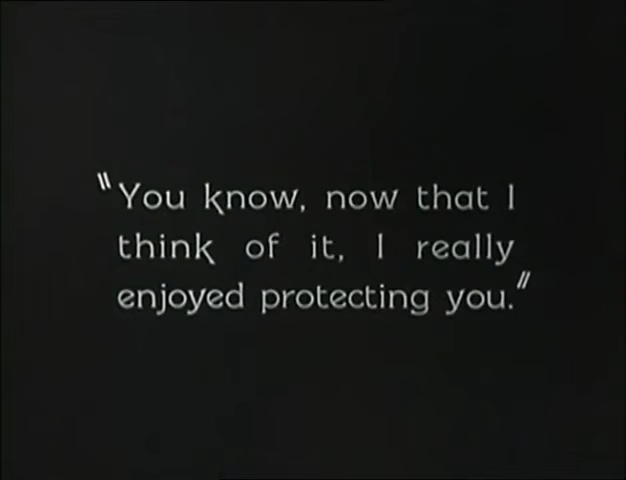 "You know, now that I
think of it, I really
enjoyed protecting you."